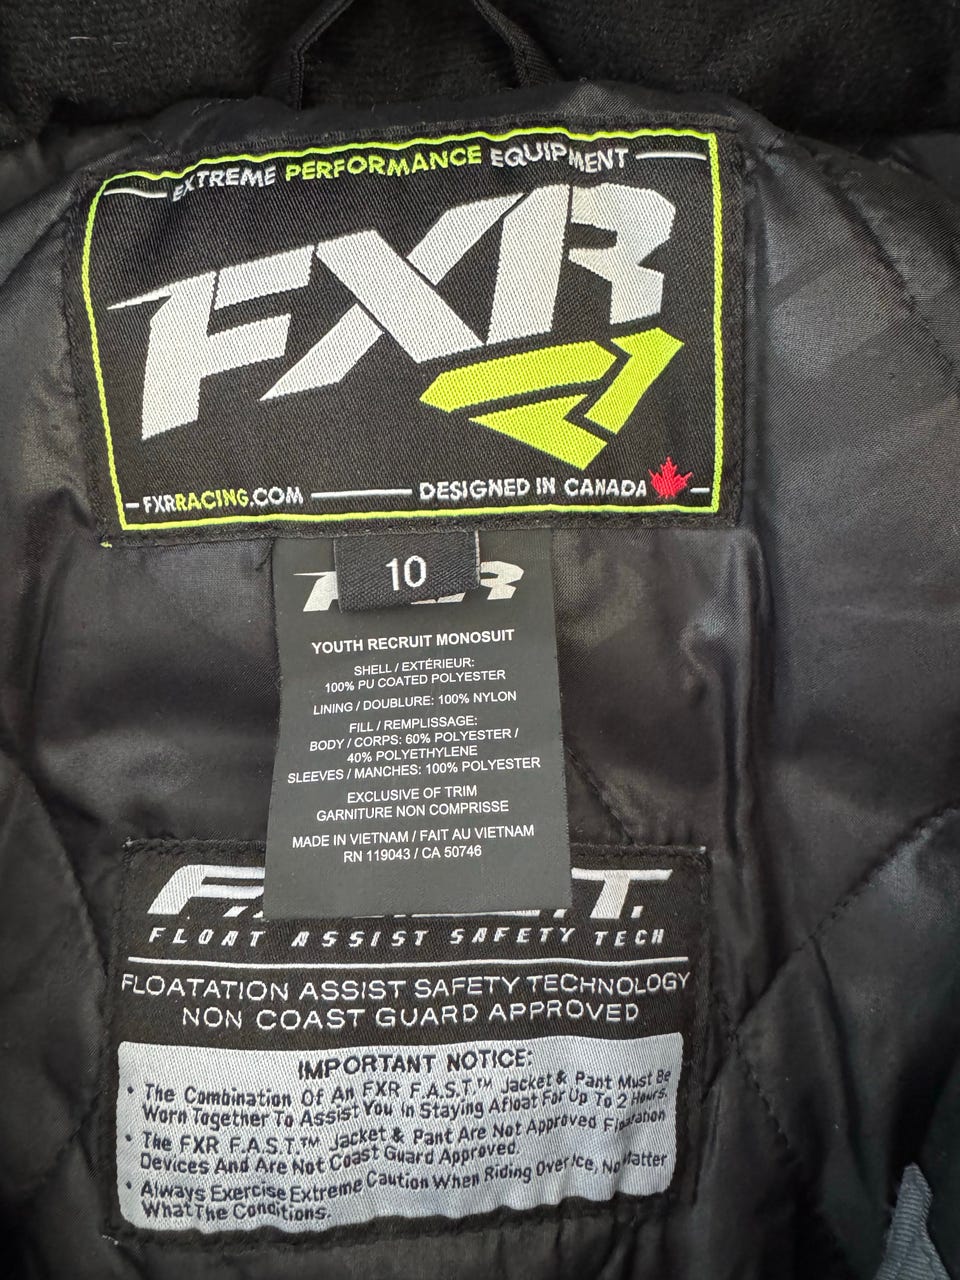 EXTREME PERFORMANCE EQUIPMENT
FXR
FXRRACING.COM
DESIGNED IN CANADA
10
YOUTH RECRUIT MONOSUIT
SHELL / EXTÉRIEUR:
100% PU COATED POLYESTER
LINING / DOUBLURE: 100% NYLON
FILL / REMPLISSAGE:
BODY / CORPS: 60% POLYESTER /
40% POLYETHYLENE
SLEEVES / MANCHES: 100% POLYESTER
EXCLUSIVE OF TRIM
GARNITURE NON COMPRISSE
MADE IN VIETNAM / FAIT AU VIETNAM
RN 119043 / CA 50746
FLOAT ASSIST SAFETY TECH
FLOATATION ASSIST SAFETY TECHNOLOGY
NON COAST GUARD APPROVED
IMPORTANT NOTICE:
• The Combination Of An FXR F.A.S.T.™ Jacket & Pant Must Be
Worn Together To Assist You In Staying Afloat For Up To 2 Hours.
• The FXR F.A.S.T.™ Jacket & Pant Are Not Approved Floatation
Devices And Are Not Coast Guard Approved.
• Always Exercise Extreme Caution When Riding Over Ice, No Matter
What The Conditions.